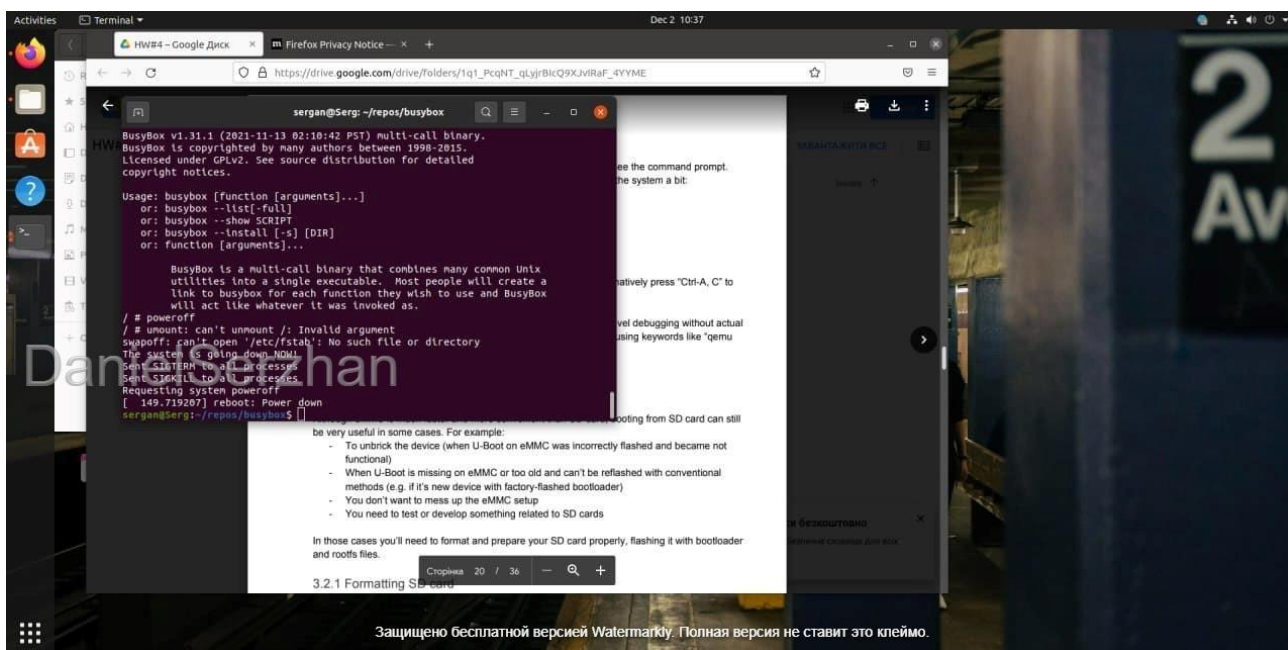 Activities
Terminal
Dec 2 10:37
HW#4 – Google Диск
Firefox Privacy Notice —
https://drive.google.com/drive/folders/1q1_PcqNT_qLyjrBIcQ9XJvIRaF_4YYME
sergan@Serg: ~/repos/busybox
BusyBox v1.31.1 (2021-11-13 02:10:42 PST) multi-call binary.
BusyBox is copyrighted by many authors between 1998-2015.
Licensed under GPLv2. See source distribution for detailed
copyright notices.
Usage: busybox [function [arguments]...]
or: busybox --list[-full]
or: busybox --show SCRIPT
or: busybox --install [-s] [DIR]
or: function [arguments]...
BusyBox is a multi-call binary that combines many common Unix
utilities into a single executable. Most people will create a
link to busybox for each function they wish to use and BusyBox
will act like whatever it was invoked as.
/ # poweroff
/ # umount: can't unmount /: Invalid argument
swapoff: can't open '/etc/fstab': No such file or directory
The system is going down NOW!
Sent SIGTERM to all processes
Sent SIGKILL to all processes
Requesting system poweroff
[ 149.719207] reboot: Power down
sergan@Serg:~/repos/busybox$
DanielSerzhan
see the command prompt.
the system a bit:
natively press "Ctrl-A, C" to
vel debugging without actual
using keywords like "qemu
ЗАВАНТАЖИТИ ВСЕ
booting from SD card can still
be very useful in some cases. For example:
- To unbrick the device (when U-Boot on eMMC was incorrectly flashed and became not
functional)
- When U-Boot is missing on eMMC or too old and can't be reflashed with conventional
methods (e.g. if it's new device with factory-flashed bootloader)
- You don't want to mess up the eMMC setup
- You need to test or develop something related to SD cards
In those cases you'll need to format and prepare your SD card properly, flashing it with bootloader
and rootfs files.
3.2.1 Formatting SD card
Сторінка 20 / 36
безкоштовно
2
Av
Защищено бесплатной версией Watermarkly. Полная версия не ставит это клеймо.